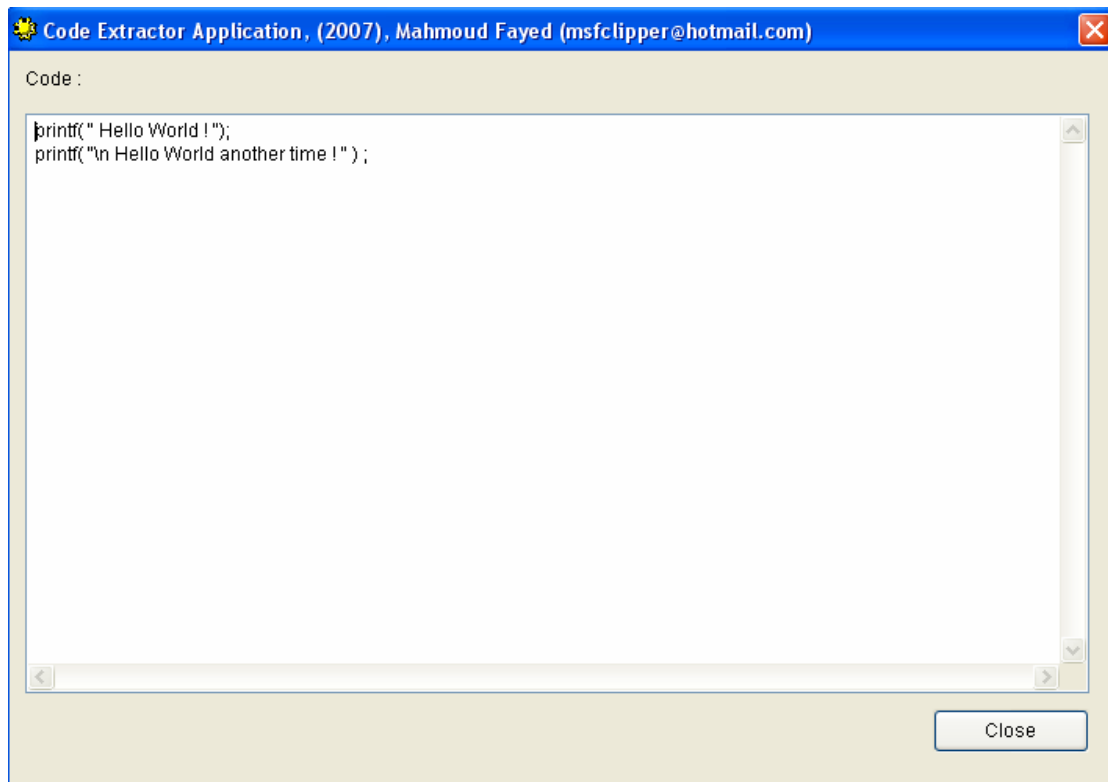 Code Extractor Application, (2007), Mahmoud Fayed (msfclipper@hotmail.com)
Code :
printf( " Hello World ! ");
printf( "\n Hello World another time ! " ) ;
Close